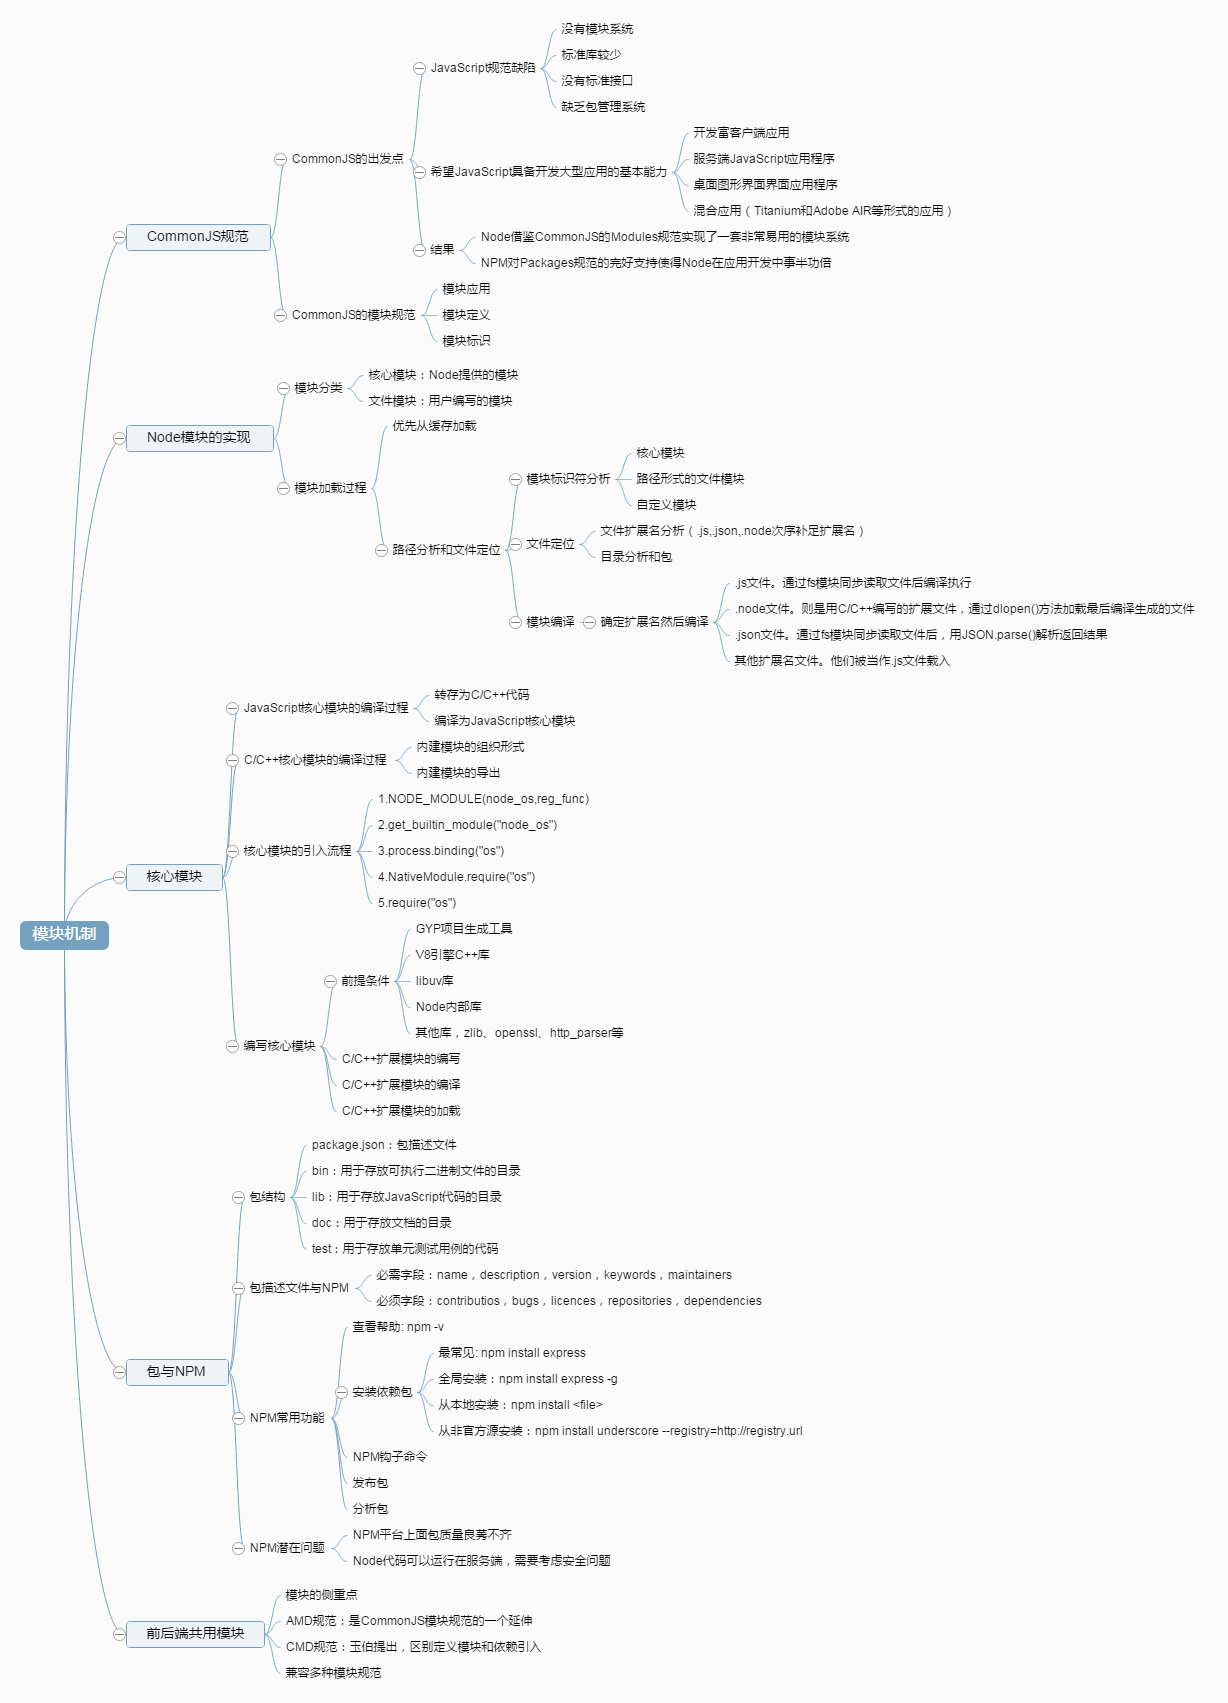 模块机制
CommonJS规范
CommonJS的出发点
JavaScript规范缺陷
没有模块系统
标准库较少
没有标准接口
缺乏包管理系统
希望JavaScript具备开发大型应用的基本能力
开发富客户端应用
服务端JavaScript应用程序
桌面图形界面界面应用程序
混合应用（Titanium和Adobe AIR等形式的应用）
结果
Node借鉴CommonJS的Modules规范实现了一套非常易用的模块系统
NPM对Packages规范的完好支持使得Node在应用开发中事半功倍
CommonJS的模块规范
模块应用
模块定义
模块标识
Node模块的实现
模块分类
核心模块：Node提供的模块
文件模块：用户编写的模块
模块加载过程
优先从缓存加载
路径分析和文件定位
模块标识符分析
核心模块
路径形式的文件模块
自定义模块
文件定位
文件扩展名分析（.js,.json,.node次序补足扩展名）
目录分析和包
模块编译
确定扩展名然后编译
.js文件。通过fs模块同步读取文件后编译执行
.node文件。则是用C/C++编写的扩展文件，通过dlopen()方法加载最后编译生成的文件
.json文件。通过fs模块同步读取文件后，用JSON.parse()解析返回结果
其他扩展名文件。他们被当作.js文件载入
核心模块
JavaScript核心模块的编译过程
转存为C/C++代码
编译为JavaScript核心模块
C/C++核心模块的编译过程
内建模块的组织形式
内建模块的导出
核心模块的引入流程
1.NODE_MODULE(node_os,reg_func)
2.get_builtin_module("node_os")
3.process.binding("os")
4.NativeModule.require("os")
5.require("os")
编写核心模块
前提条件
GYP项目生成工具
V8引擎C++库
libuv库
Node内部库
其他库，zlib、openssl、http_parser等
C/C++扩展模块的编写
C/C++扩展模块的编译
C/C++扩展模块的加载
包与NPM
包结构
package.json：包描述文件
bin：用于存放可执行二进制文件的目录
lib：用于存放JavaScript代码的目录
doc：用于存放文档的目录
test：用于存放单元测试用例的代码
包描述文件与NPM
必需字段：name，description，version，keywords，maintainers
必须字段：contributios，bugs，licences，repositories，dependencies
NPM常用功能
查看帮助: npm -v
安装依赖包
最常见: npm install express
全局安装：npm install express -g
从本地安装：npm install <file>
从非官方源安装：npm install underscore --registry=http://registry.url
NPM钩子命令
发布包
分析包
NPM潜在问题
NPM平台上面包质量良莠不齐
Node代码可以运行在服务端，需要考虑安全问题
前后端共用模块
模块的侧重点
AMD规范：是CommonJS模块规范的一个延伸
CMD规范：玉伯提出，区别定义模块和依赖引入
兼容多种模块规范